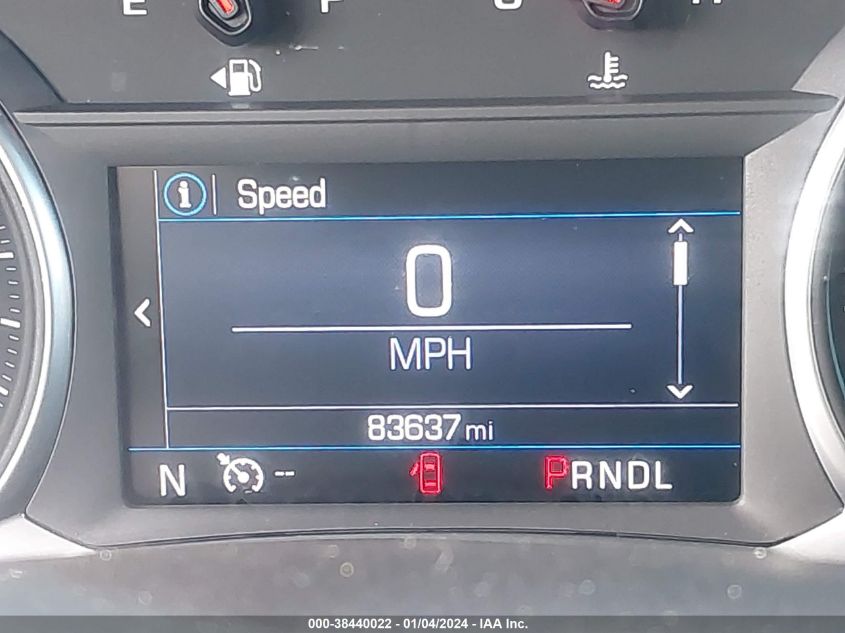 E F C H
Speed
0
MPH
83637 mi
N -- PRNDL
000-38440022 - 01/04/2024 - IAA Inc.